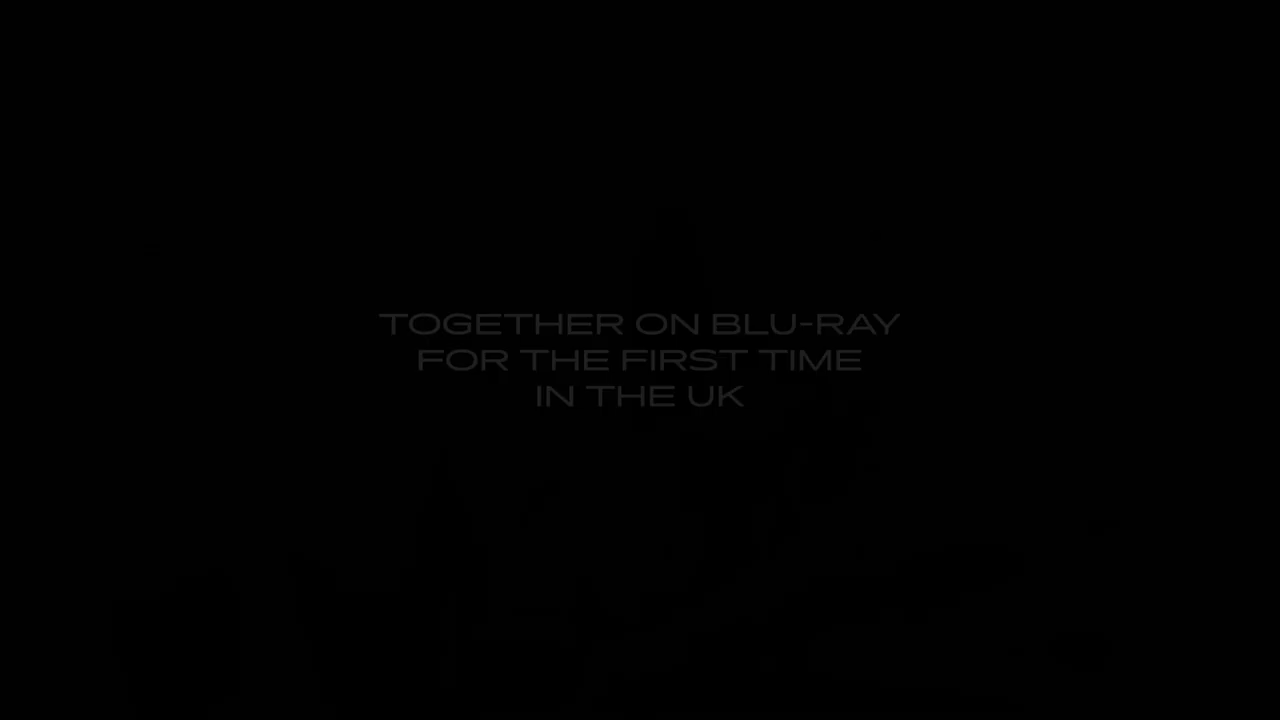 TOGETHER ON BLU-RAY
FOR THE FIRST TIME
IN THE UK